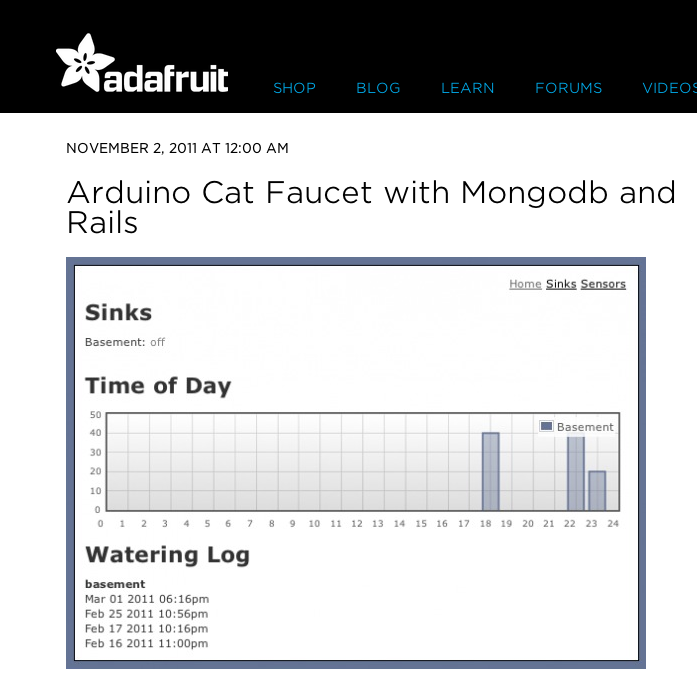 adafruit
SHOP BLOG LEARN FORUMS VIDEOS
NOVEMBER 2, 2011 AT 12:00 AM
Arduino Cat Faucet with Mongodb and
Rails
Home Sinks Sensors
Sinks
Basement: off
Time of Day
50
40
30
20
10
0
Basement
0 1 2 3 4 5 6 7 8 9 10 11 12 13 14 15 16 17 18 19 20 21 22 23 24
Watering Log
basement
Mar 01 2011 06:16pm
Feb 25 2011 10:56pm
Feb 17 2011 10:16pm
Feb 16 2011 11:00pm